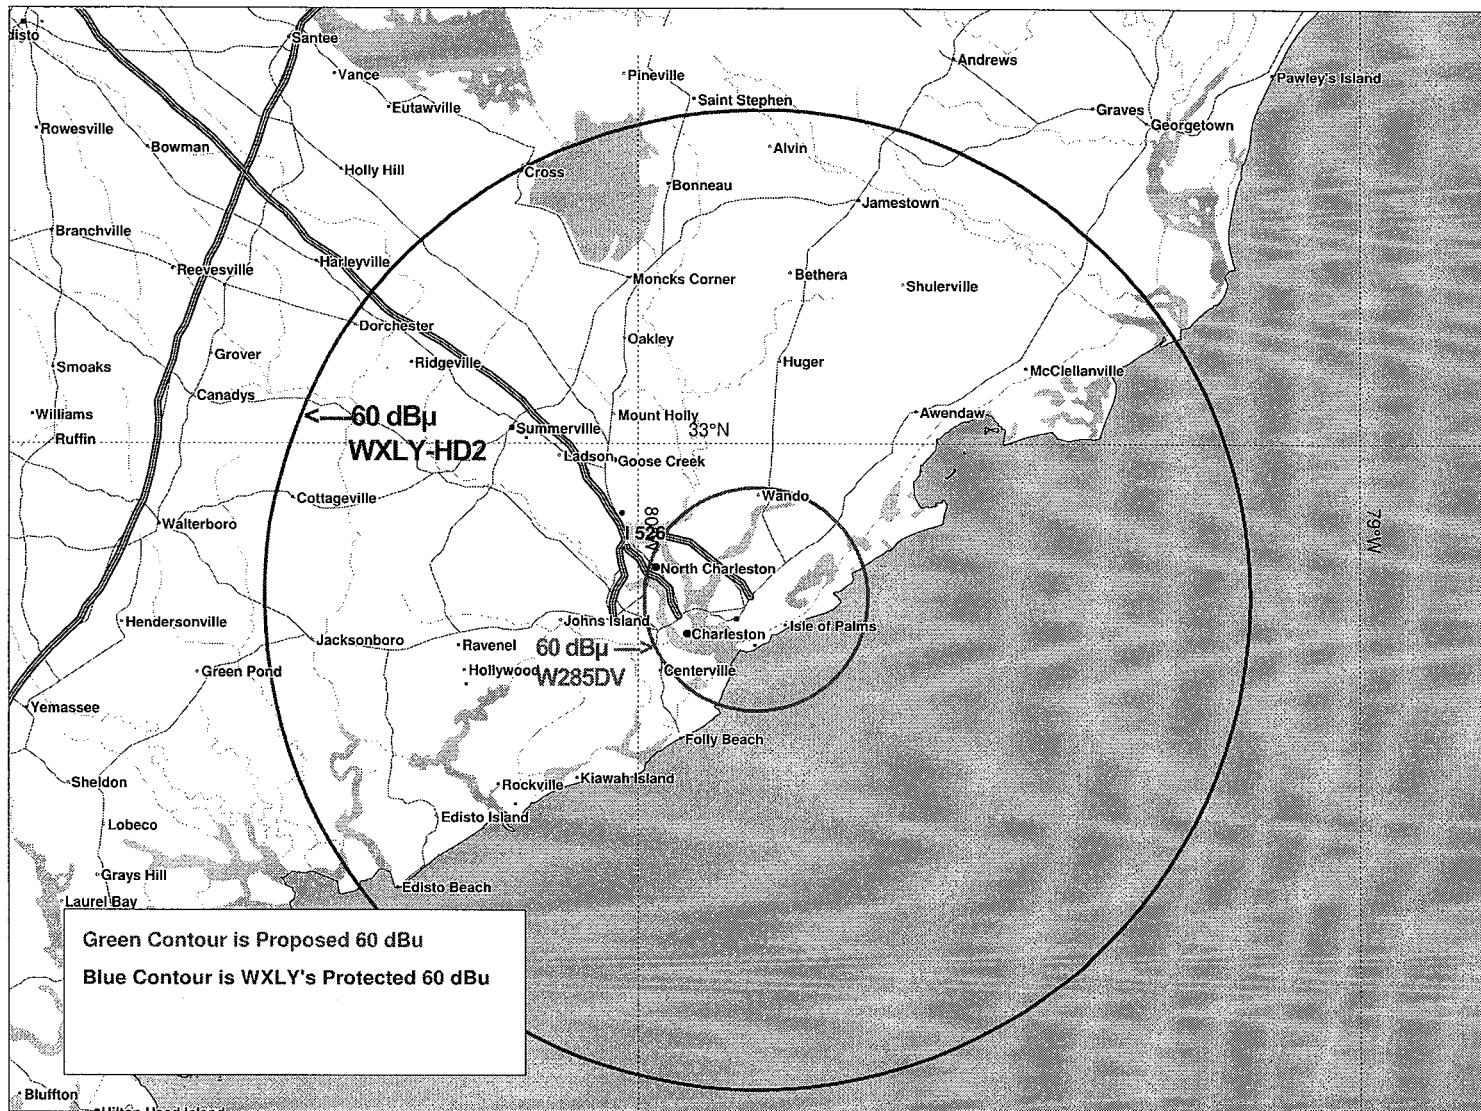 disto
Santee
Vance
Pineville
Andrews
Pawley's Island
Eutawville
Saint Stephen
Graves
Georgetown
Rowesville
Bowman
Alvin
Holly Hill
Cross
Bonneau
Jamestown
Branchville
Reevesville
Harleyville
Moncks Corner
Bethera
Shulerville
Dorchester
Oakley
Grover
Ridgeville
Huger
Smoaks
McClellanville
Canadys
60 dBµ
WXLY-HD2
Williams
Ruffin
Summerville
Mount Holly
33°N
Awendaw
Ladson
Goose Creek
Cottageville
Wando
Walterboro
I 526
79°W
North Charleston
Hendersonville
Johns Island
Isle of Palms
Jacksonboro
Ravenel
60 dBµ
W285DV
Charleston
Green Pond
Hollywood
Centerville
Yemassee
Folly Beach
Sheldon
Rockville
Kiawah Island
Lobeco
Edisto Island
Grays Hill
Edisto Beach
Laurel Bay
Green Contour is Proposed 60 dBu
Blue Contour is WXLY's Protected 60 dBu
Bluffton